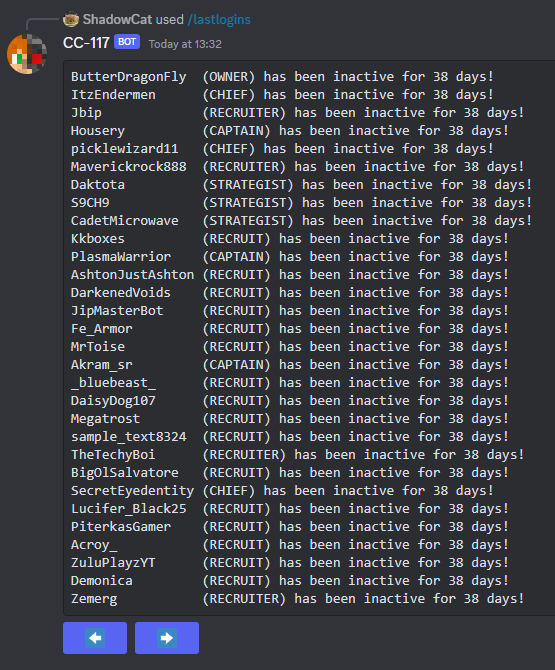 ShadowCat used /lastlogins
CC-117 BOT Today at 13:32
ButterDragonFly (OWNER) has been inactive for 38 days!
ItzEndermen (CHIEF) has been inactive for 38 days!
Jbip (RECRUITER) has been inactive for 38 days!
Housery (CAPTAIN) has been inactive for 38 days!
picklewizard11 (CHIEF) has been inactive for 38 days!
Maverickrock888 (RECRUITER) has been inactive for 38 days!
Daktota (STRATEGIST) has been inactive for 38 days!
S9CH9 (STRATEGIST) has been inactive for 38 days!
CadetMicrowave (STRATEGIST) has been inactive for 38 days!
Kkboxes (RECRUIT) has been inactive for 38 days!
PlasmaWarrior (CAPTAIN) has been inactive for 38 days!
AshtonJustAshton (RECRUIT) has been inactive for 38 days!
DarkenedVoids (RECRUIT) has been inactive for 38 days!
JipMasterBot (RECRUIT) has been inactive for 38 days!
Fe_Armor (RECRUIT) has been inactive for 38 days!
MrToise (RECRUIT) has been inactive for 38 days!
Akram_sr (CAPTAIN) has been inactive for 38 days!
_bluebeast_ (RECRUIT) has been inactive for 38 days!
DaisyDog107 (RECRUIT) has been inactive for 38 days!
Megatrost (RECRUIT) has been inactive for 38 days!
sample_text8324 (RECRUIT) has been inactive for 38 days!
TheTechyBoi (RECRUITER) has been inactive for 38 days!
BigOlSalvatore (RECRUIT) has been inactive for 38 days!
SecretEyedentity (CHIEF) has been inactive for 38 days!
Lucifer_Black25 (RECRUIT) has been inactive for 38 days!
PiterkasGamer (RECRUIT) has been inactive for 38 days!
Acroy_ (RECRUIT) has been inactive for 38 days!
ZuluPlayzYT (RECRUIT) has been inactive for 38 days!
Demonica (RECRUIT) has been inactive for 38 days!
Zemerg (RECRUITER) has been inactive for 38 days!